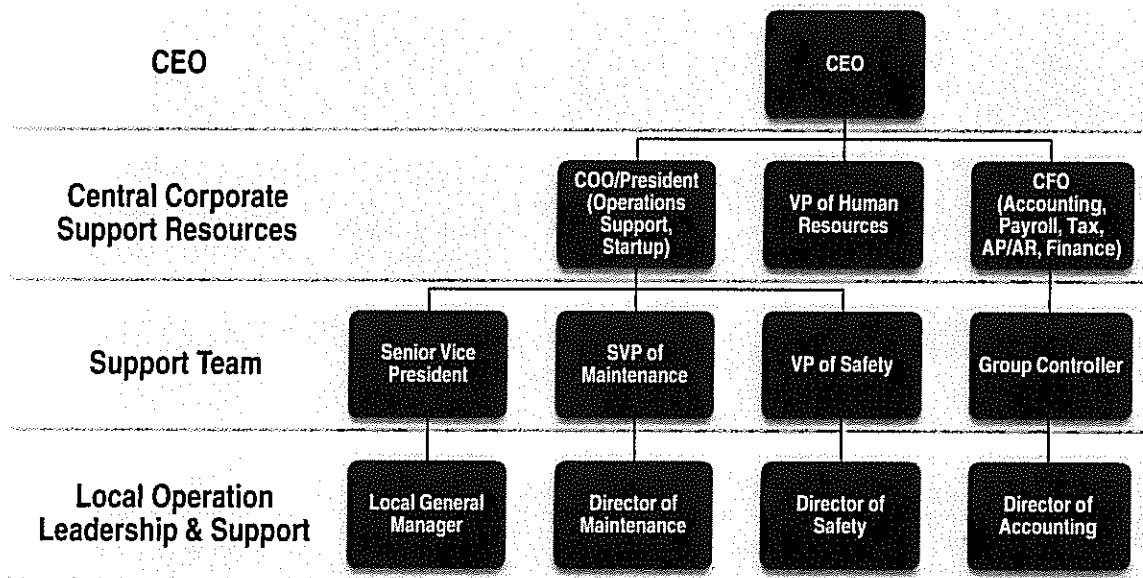 CEO
CEO
Central Corporate
Support Resources
COO/President
(Operations
Support,
Startup)
VP of Human
Resources
CFO
(Accounting,
Payroll, Tax,
AP/AR, Finance)
Support Team
Senior Vice
President
SVP of
Maintenance
VP of Safety
Group Controller
Local Operation
Leadership & Support
Local General
Manager
Director of
Maintenance
Director of
Safety
Director of
Accounting